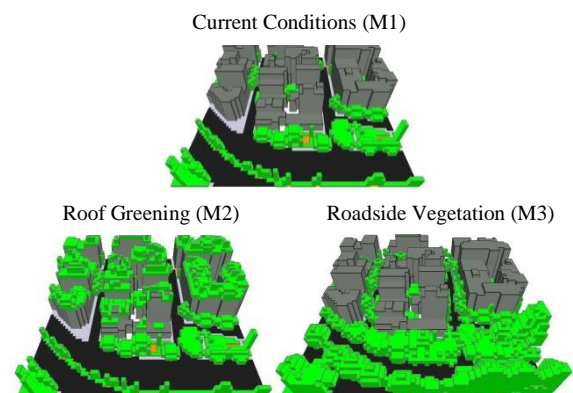 Current Conditions (M1)
Roof Greening (M2)
Roadside Vegetation (M3)